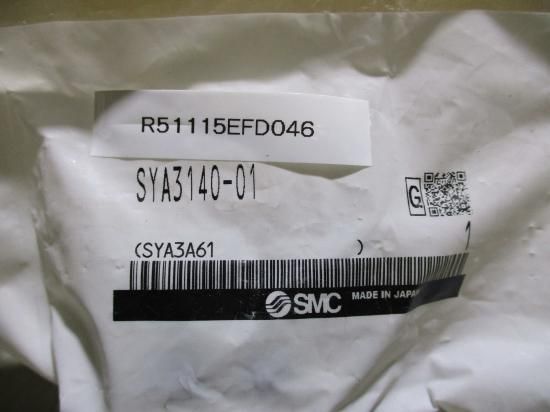 R51115EFD046
SYA3140-01
G
(SYA3A61 )
1
SMC MADE IN JAPAN